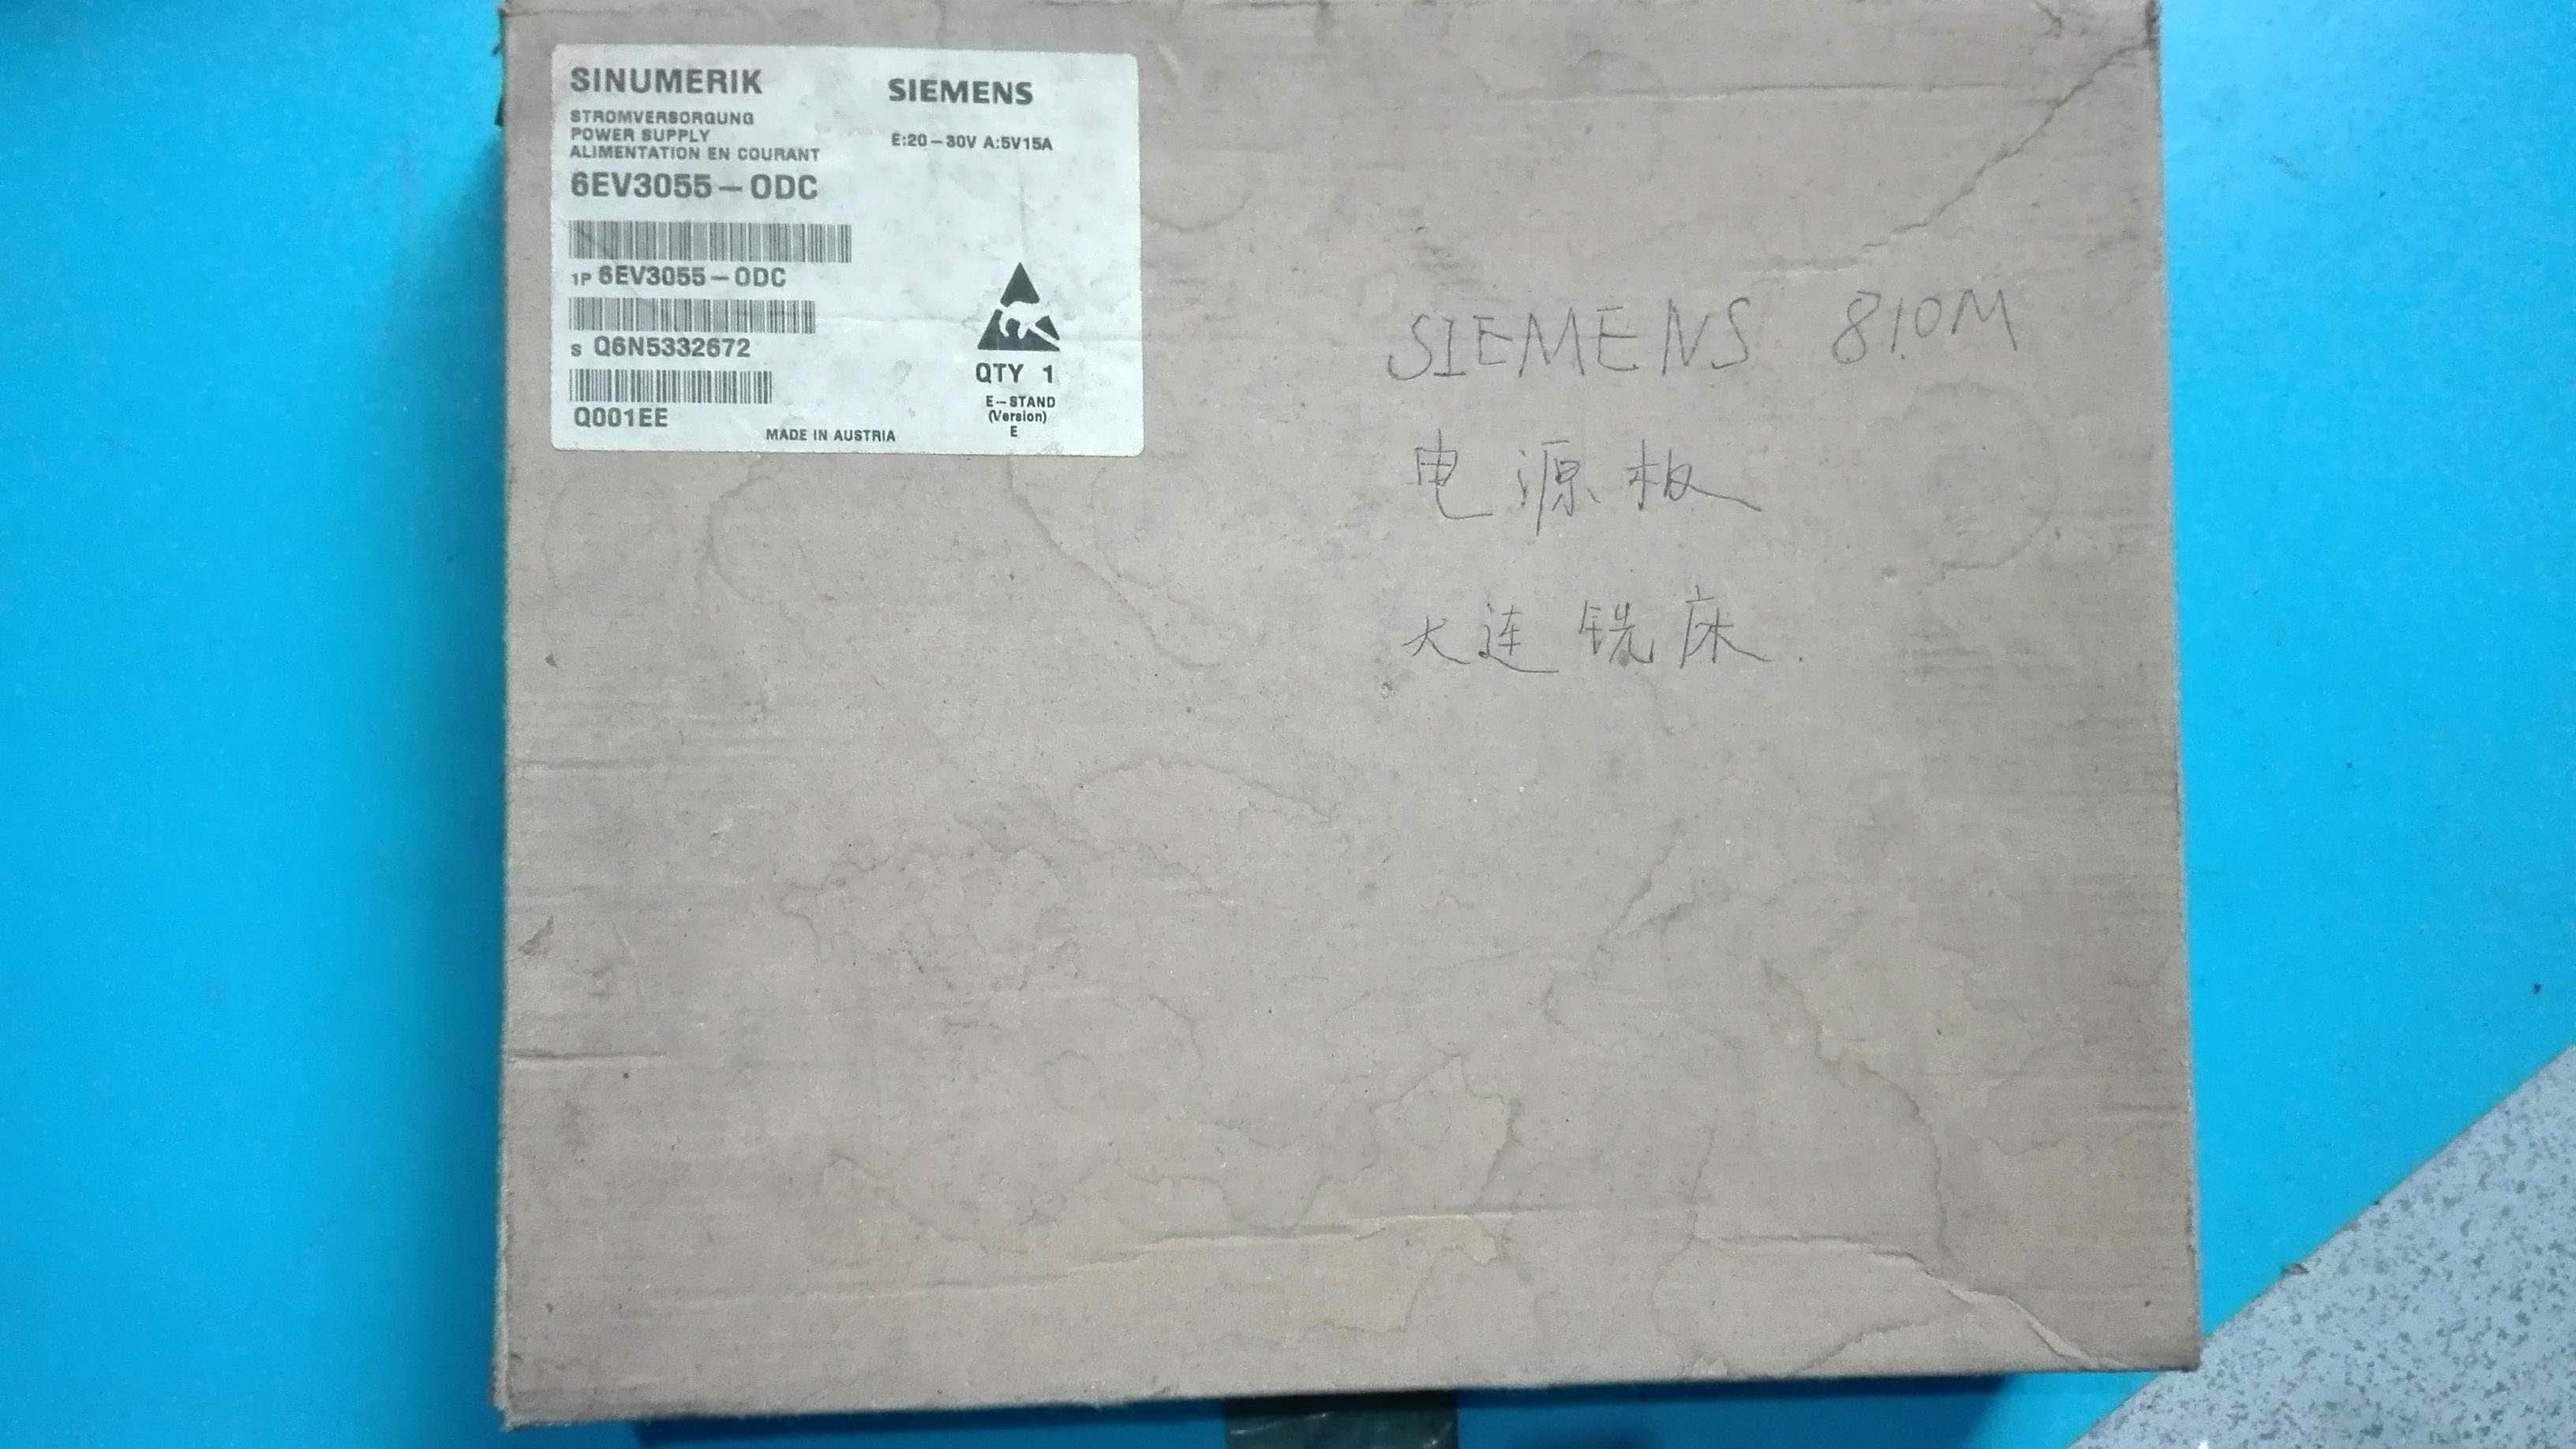 SINUMERIK
SIEMENS
STROMVERSORGUNG
POWER SUPPLY
ALIMENTATION EN COURANT
E:20-30V A:5V15A
6EV3055-0DC
1P 6EV3055-0DC
S Q6N5332672
Q001EE
QTY 1
E-STAND
(Version)
E
MADE IN AUSTRIA
SIEMENS 810M
电源板
大连铣床.